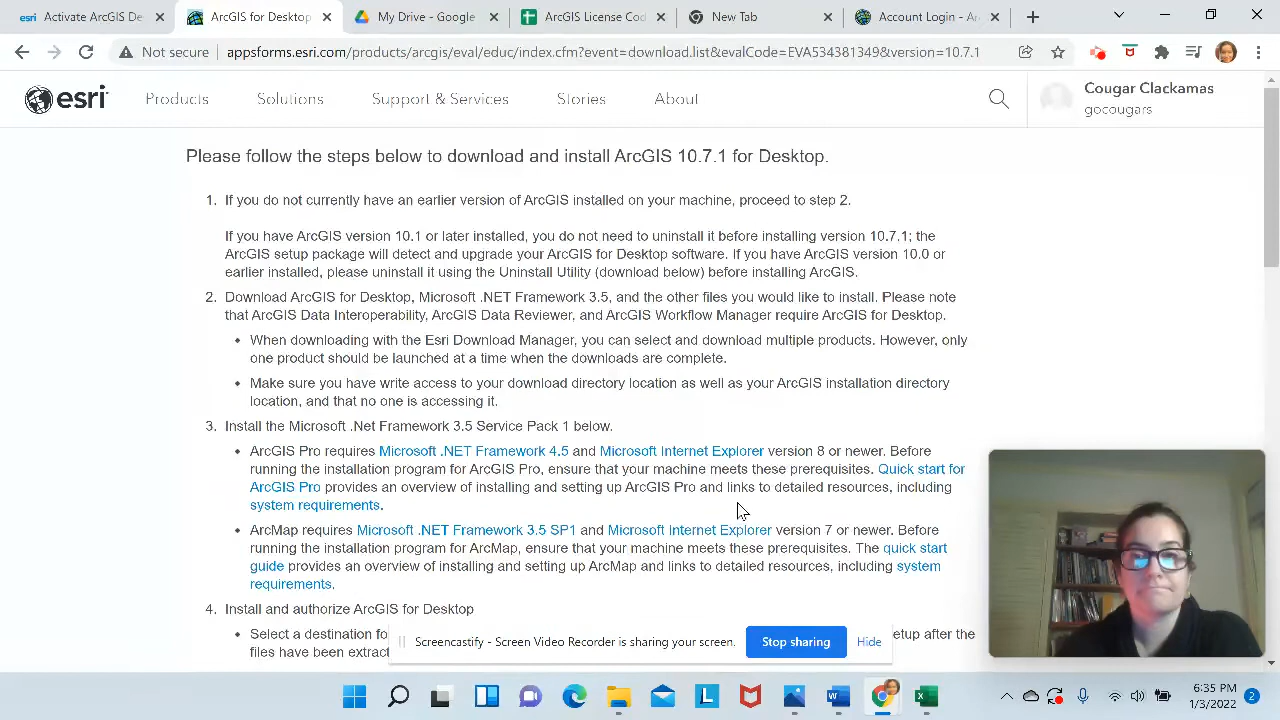 Activate ArcGIS De
ArcGIS for Desktop
My Drive - Google
ArcGIS License Cod
New Tab
Account Login - Ar
Not secure
appsforms.esri.com/products/arcgis/eval/educ/index.cfm?event=download.list&evalCode=EVA534381349&version=10.7.1
esri
Products
Solutions
Support & Services
Stories
About
Cougar Clackamas
gocougars
Please follow the steps below to download and install ArcGIS 10.7.1 for Desktop.
1. If you do not currently have an earlier version of ArcGIS installed on your machine, proceed to step 2.
If you have ArcGIS version 10.1 or later installed, you do not need to uninstall it before installing version 10.7.1; the
ArcGIS setup package will detect and upgrade your ArcGIS for Desktop software. If you have ArcGIS version 10.0 or
earlier installed, please uninstall it using the Uninstall Utility (download below) before installing ArcGIS.
2. Download ArcGIS for Desktop, Microsoft .NET Framework 3.5, and the other files you would like to install. Please note
that ArcGIS Data Interoperability, ArcGIS Data Reviewer, and ArcGIS Workflow Manager require ArcGIS for Desktop.
• When downloading with the Esri Download Manager, you can select and download multiple products. However, only
one product should be launched at a time when the downloads are complete.
• Make sure you have write access to your download directory location as well as your ArcGIS installation directory
location, and that no one is accessing it.
3. Install the Microsoft .Net Framework 3.5 Service Pack 1 below.
• ArcGIS Pro requires Microsoft .NET Framework 4.5 and Microsoft Internet Explorer version 8 or newer. Before
running the installation program for ArcGIS Pro, ensure that your machine meets these prerequisites. Quick start for
ArcGIS Pro provides an overview of installing and setting up ArcGIS Pro and links to detailed resources, including
system requirements.
• ArcMap requires Microsoft .NET Framework 3.5 SP1 and Microsoft Internet Explorer version 7 or newer. Before
running the installation program for ArcMap, ensure that your machine meets these prerequisites. The quick start
guide provides an overview of installing and setting up ArcMap and links to detailed resources, including system
requirements.
4. Install and authorize ArcGIS for Desktop
• Select a destination fo
etup after the
files have been extract
Screencastify - Screen Video Recorder is sharing your screen.
Stop sharing
Hide
L
W
6:35 PM
1/3/2022
2